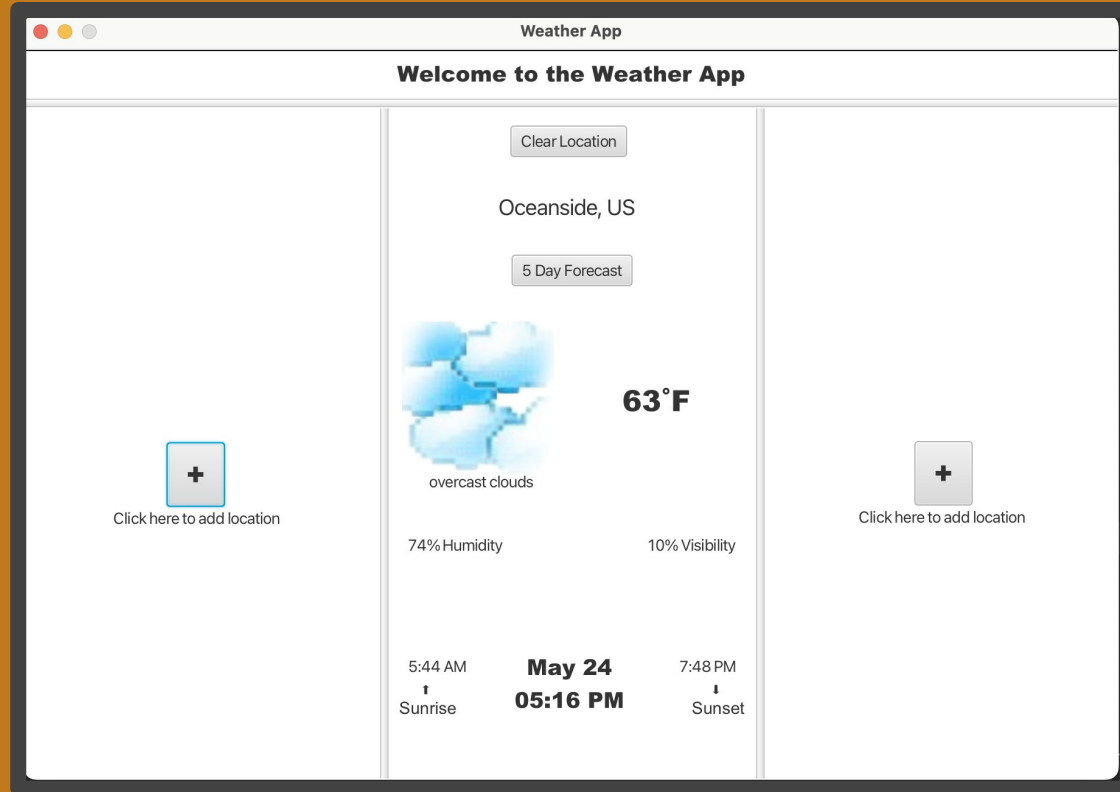 Weather App
Welcome to the Weather App
Clear Location
Oceanside, US
5 Day Forecast
63°F
overcast clouds
+
Click here to add location
+
Click here to add location
74% Humidity
10% Visibility
5:44 AM
⬆
Sunrise
May 24
05:16 PM
7:48 PM
⬇
Sunset